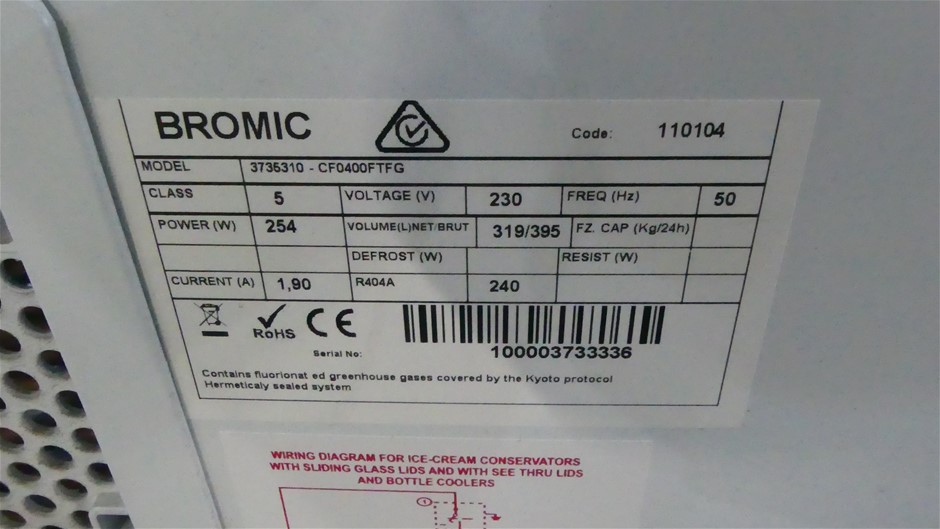 BROMIC
Code: 110104
MODEL 3735310 - CF0400FTFG
CLASS 5 VOLTAGE (V) 230 FREQ (Hz) 50
POWER (W) 254 VOLUME(L)NET/BRUT 319/395 FZ. CAP (Kg/24h)
DEFROST (W) RESIST (W)
CURRENT (A) 1,90 R404A 240
RoHS CE
Serial No: 100003733336
Contains fluorionat ed greenhouse gases covered by the Kyoto protocol
Hermeticaly sealed system
WIRING DIAGRAM FOR ICE-CREAM CONSERVATORS
WITH SLIDING GLASS LIDS AND WITH SEE THRU LIDS
AND BOTTLE COOLERS
1